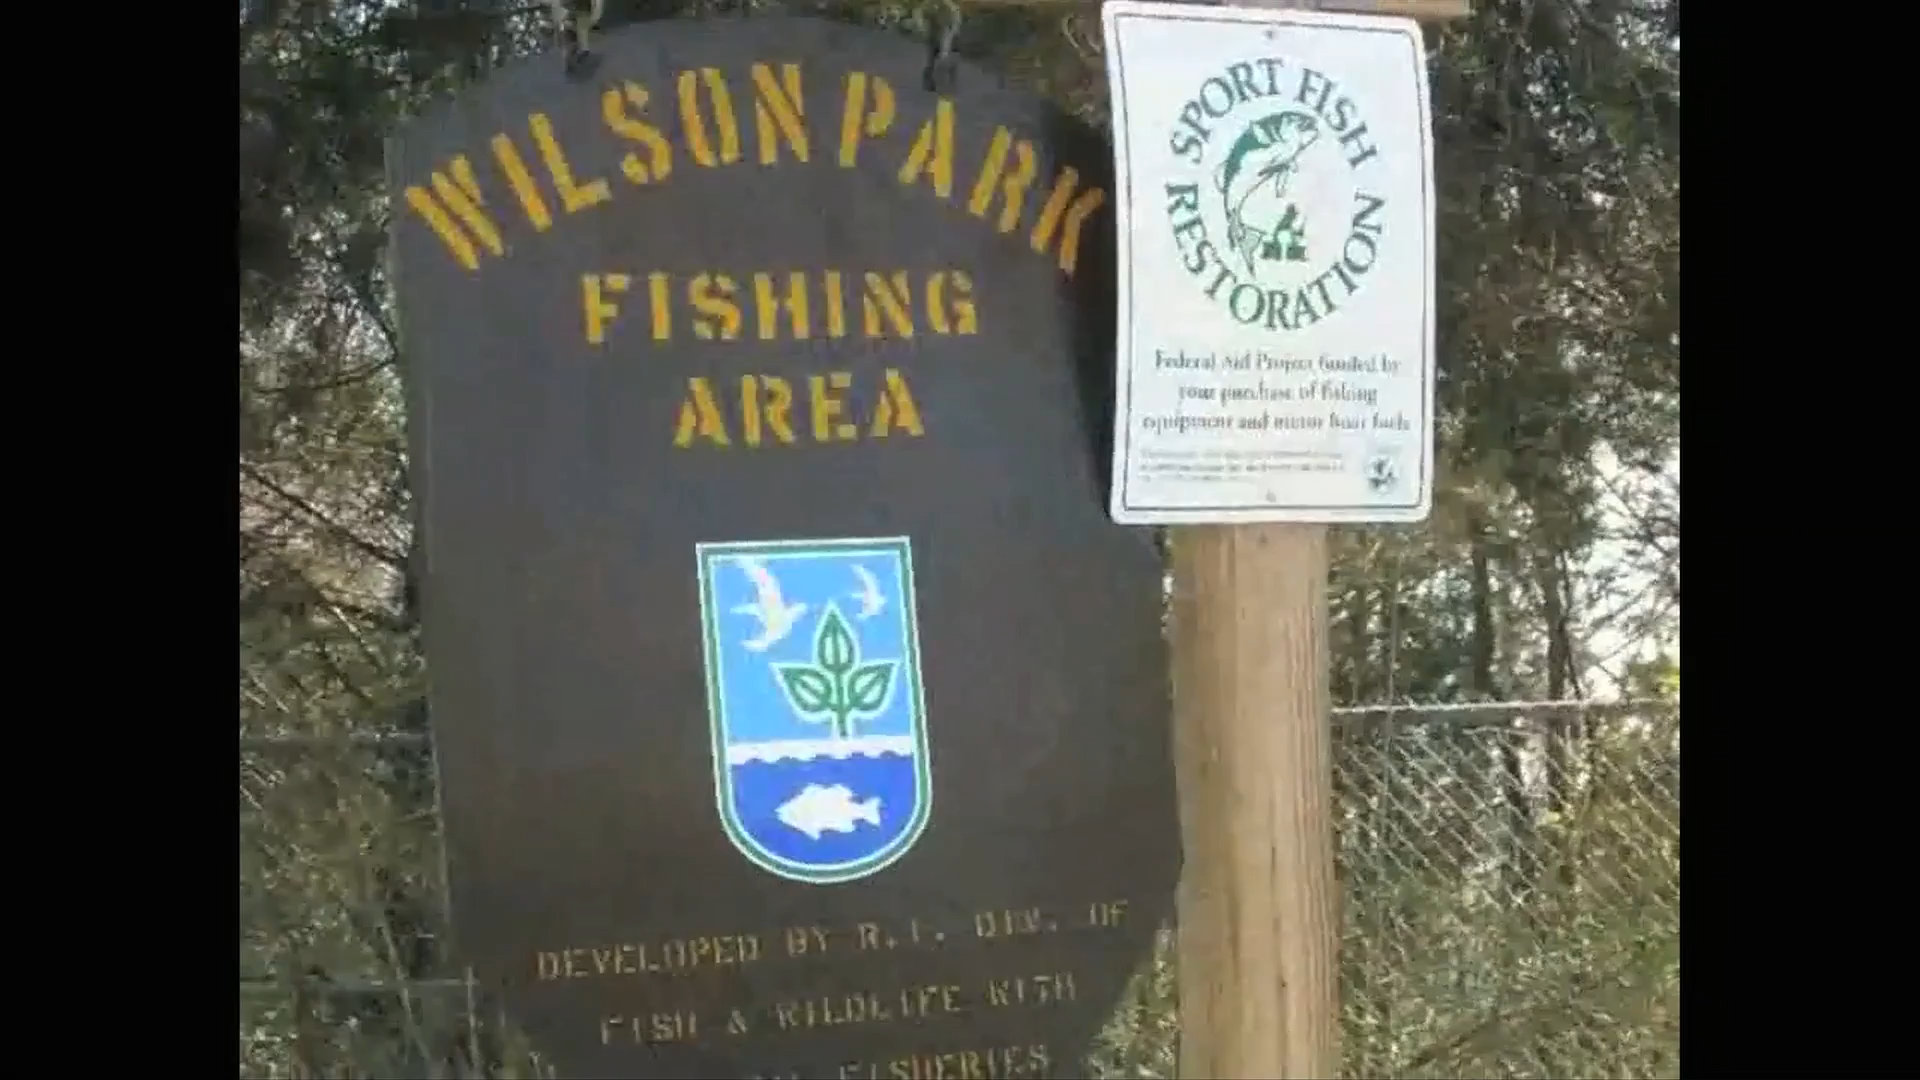 WILSON PARK
FISHING
AREA
DEVELOPED BY R.I. DIV. OF
FISH & WILDLIFE WITH
FISHERIES
SPORT FISH
RESTORATION
Federal Aid Project funded by
your purchase of fishing
equipment and motor boat fuels